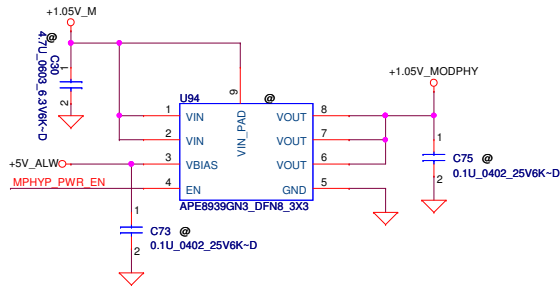 +1.05V_M
@
C30
4.7U_0603_6.3V6K~D
1
2
U94
@
9
VIN_PAD
1
VIN
2
VIN
3
VBIAS
4
EN
VOUT
8
VOUT
7
VOUT
6
GND
5
APE8939GN3_DFN8_3X3
+5V_ALW
MPHYP_PWR_EN
1
2
C73 @
0.1U_0402_25V6K~D
+1.05V_MODPHY
1
2
C75 @
0.1U_0402_25V6K~D